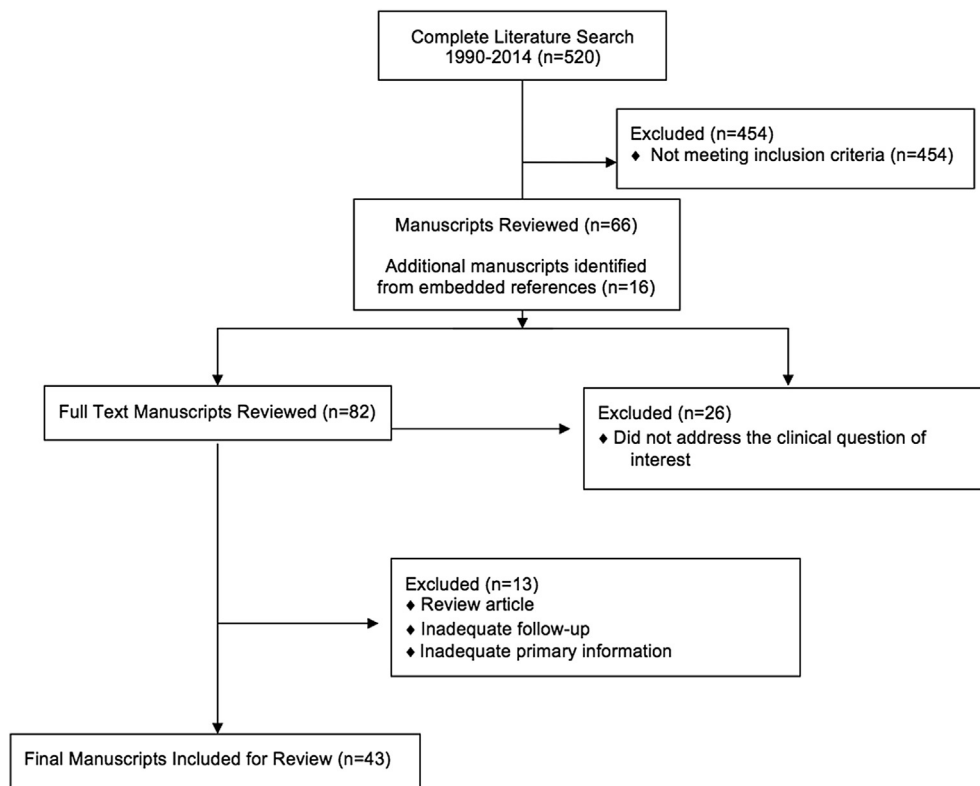 Complete Literature Search
1990-2014 (n=520)
Excluded (n=454)
♦ Not meeting inclusion criteria (n=454)
Manuscripts Reviewed (n=66)
Additional manuscripts identified
from embedded references (n=16)
Full Text Manuscripts Reviewed (n=82)
Excluded (n=26)
♦ Did not address the clinical question of
interest
Excluded (n=13)
♦ Review article
♦ Inadequate follow-up
♦ Inadequate primary information
Final Manuscripts Included for Review (n=43)